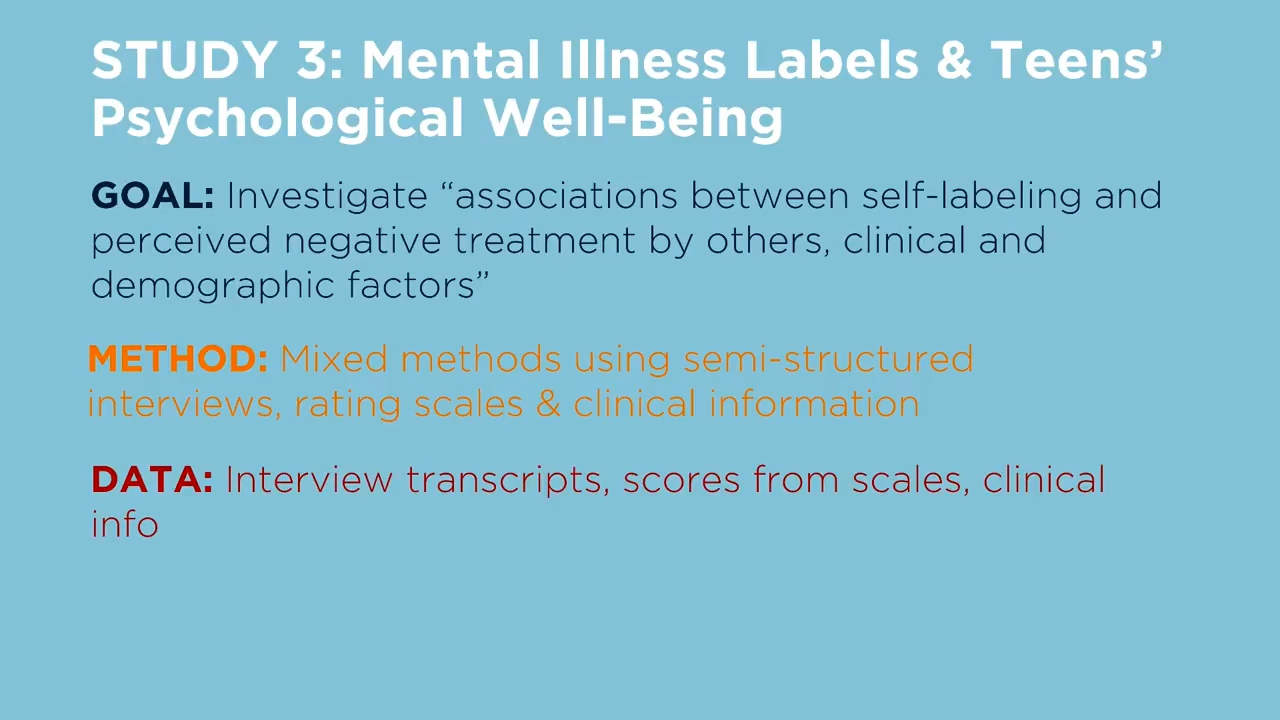 STUDY 3: Mental Illness Labels & Teens’
Psychological Well-Being
GOAL: Investigate “associations between self-labeling and
perceived negative treatment by others, clinical and
demographic factors”
METHOD: Mixed methods using semi-structured
interviews, rating scales & clinical information
DATA: Interview transcripts, scores from scales, clinical
info